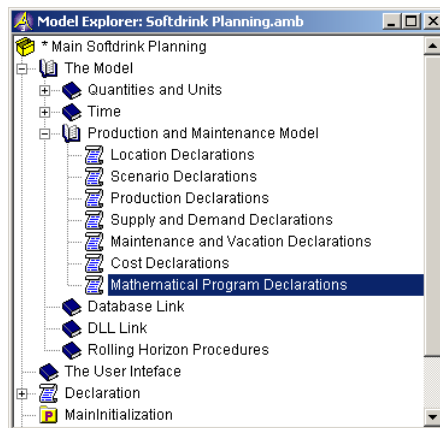 Model Explorer: Softdrink Planning.amb
* Main Softdrink Planning
The Model
Quantities and Units
Time
Production and Maintenance Model
Location Declarations
Scenario Declarations
Production Declarations
Supply and Demand Declarations
Maintenance and Vacation Declarations
Cost Declarations
Mathematical Program Declarations
Database Link
DLL Link
Rolling Horizon Procedures
The User Inteface
Declaration
P MainInitialization